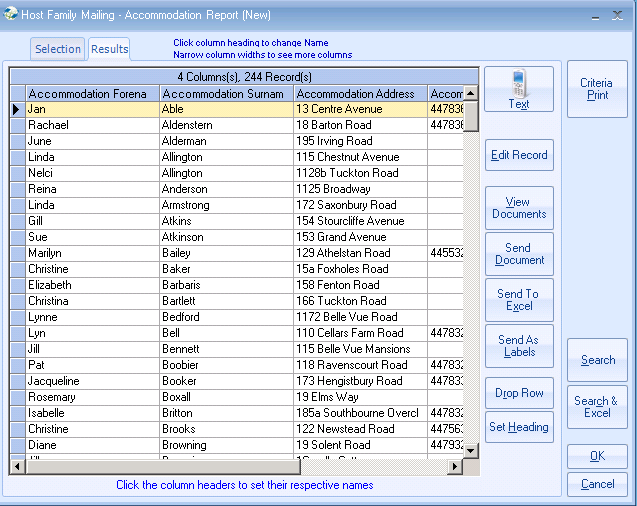 Host Family Mailing - Accommodation Report (New)
Selection Results
Click column heading to change Name
Narrow column widths to see more columns
4 Columns(s), 244 Record(s)
Accommodation Forena Accommodation Surnam Accommodation Address Accom
Jan Able 13 Centre Avenue 447830
Rachael Aldenstern 18 Barton Road 447838
June Alderman 195 Irving Road
Linda Allington 115 Chestnut Avenue
Nelci Allington 1128b Tuckton Road
Reina Anderson 1125 Broadway
Linda Armstrong 172 Saxonbury Road
Gill Atkins 154 Stourcliffe Avenue
Sue Atkinson 153 Grand Avenue
Marilyn Bailey 129 Athelstan Road 445532
Christine Baker 15a Foxholes Road
Elizabeth Barbaris 158 Fenton Road
Christina Bartlett 166 Tuckton Road
Lynne Bedford 1172 Belle Vue Road
Lyn Bell 110 Cellars Farm Road 447832
Jill Bennett 115 Belle Vue Mansions
Pat Boobier 118 Ravenscourt Road 447832
Jacqueline Booker 173 Hengistbury Road 447833
Rosemary Boxall 19 Elms Way
Isabelle Britton 185a Southbourne Overcl 447832
Christine Brooks 122 Newstead Road 447563
Diane Browning 19 Solent Road 447932
Click the column headers to set their respective names
Text
Edit Record
View
Documents
Send
Document
Send To
Excel
Send As
Labels
Drop Row
Set Heading
Criteria
Print
Search
Search &
Excel
OK
Cancel